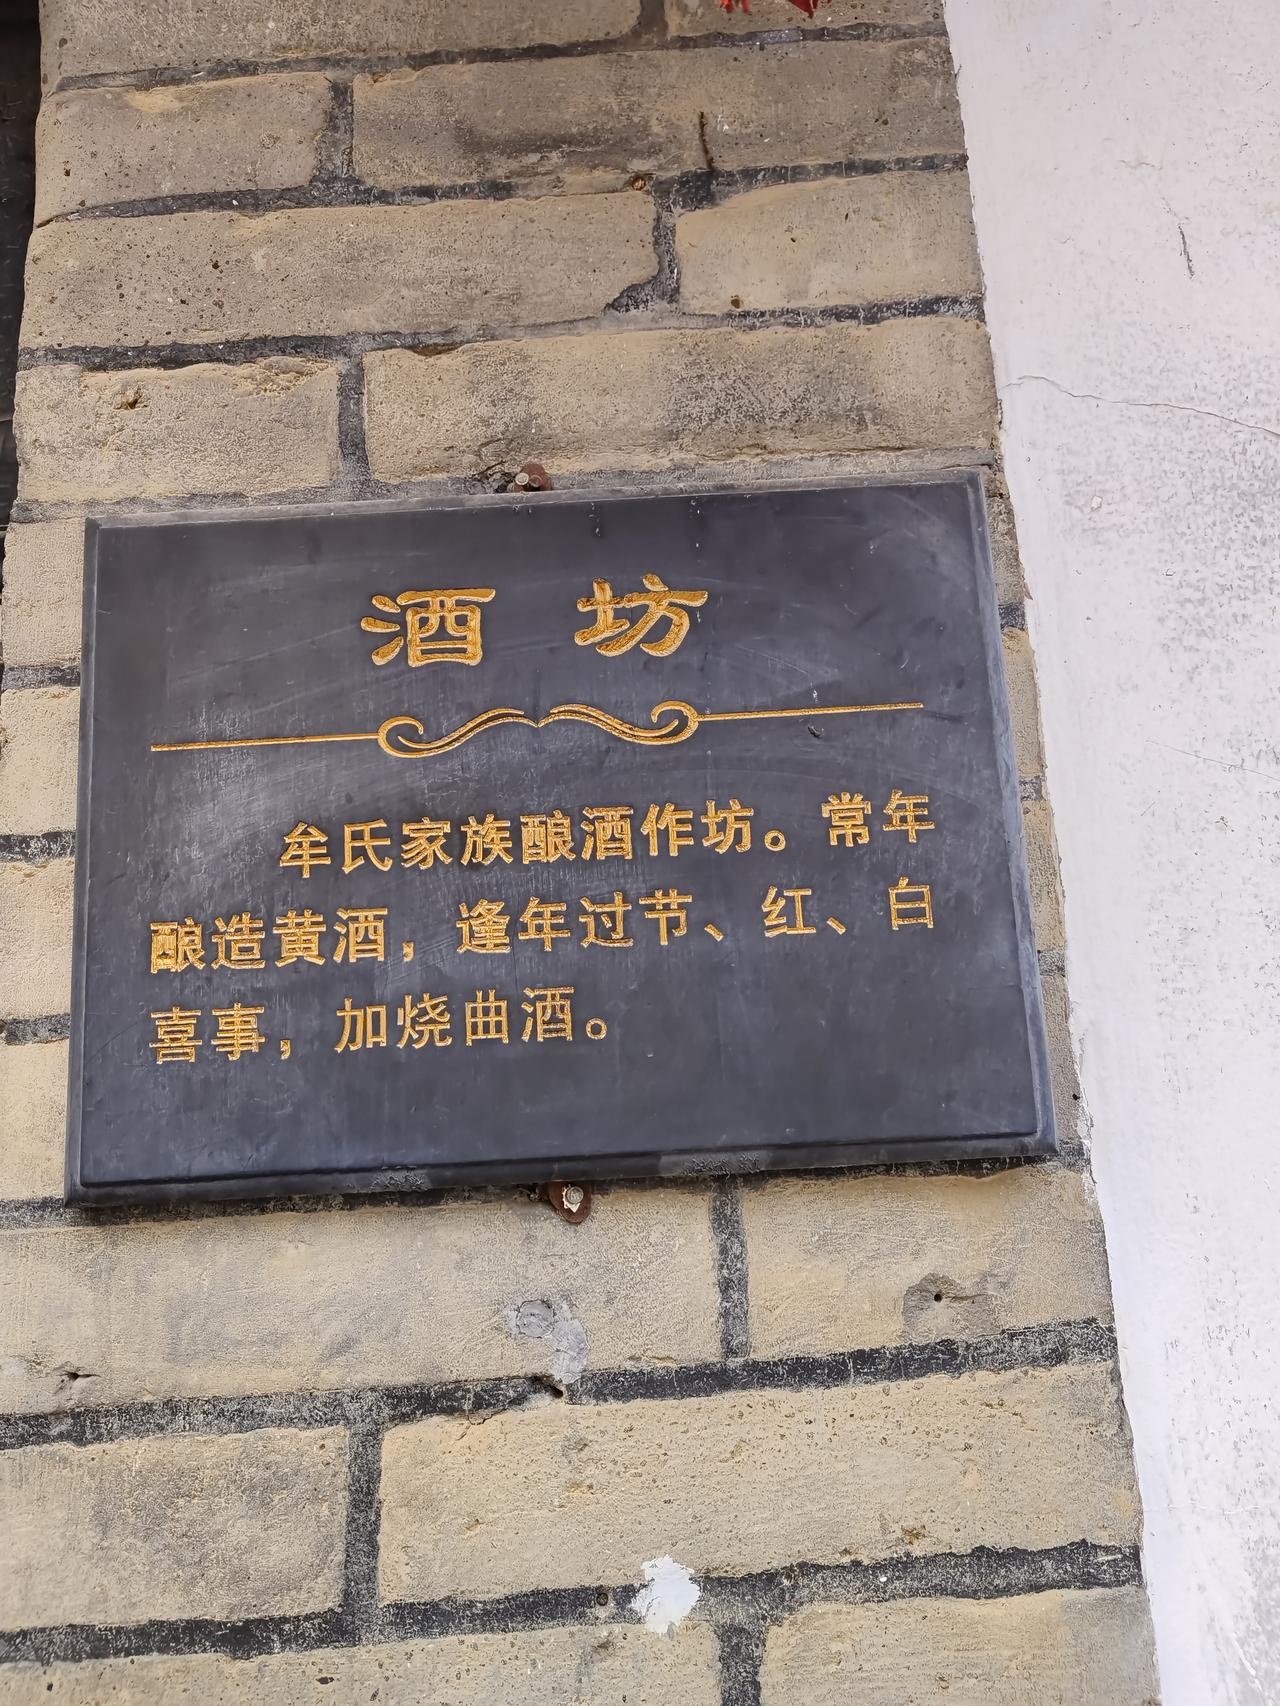 酒坊
牟氏家族酿酒作坊。常年
酿造黄酒，逢年过节、红、白
喜事，加烧曲酒。